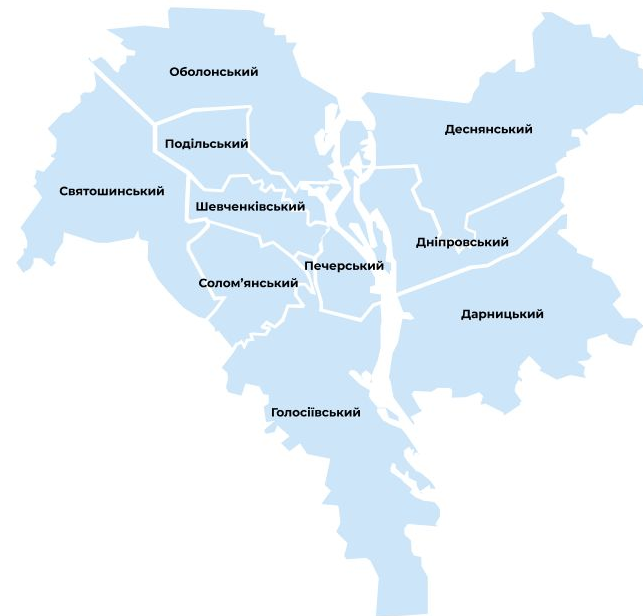 Оболонський
Деснянський
Подільський
Святошинський
Шевченківський
Дніпровський
Печерський
Солом’янський
Дарницький
Голосіївський